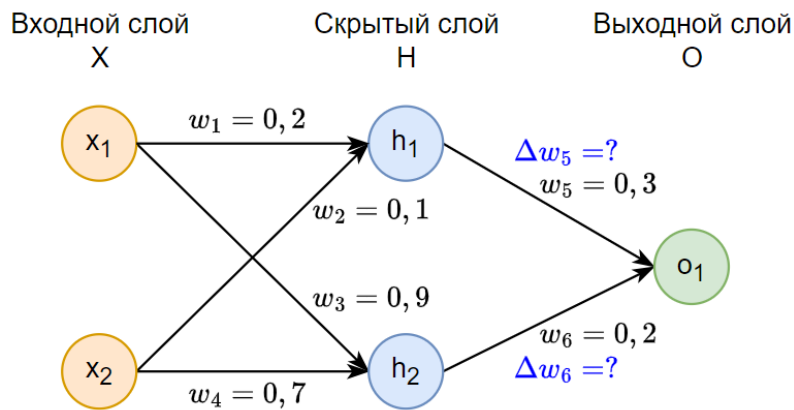 Входной слой
X
Скрытый слой
H
Выходной слой
O
x₁
w₁ = 0, 2
h₁
Δw₅ =?
w₅ = 0, 3
w₂ = 0, 1
o₁
w₃ = 0, 9
w₆ = 0, 2
Δw₆ =?
x₂
w₄ = 0, 7
h₂